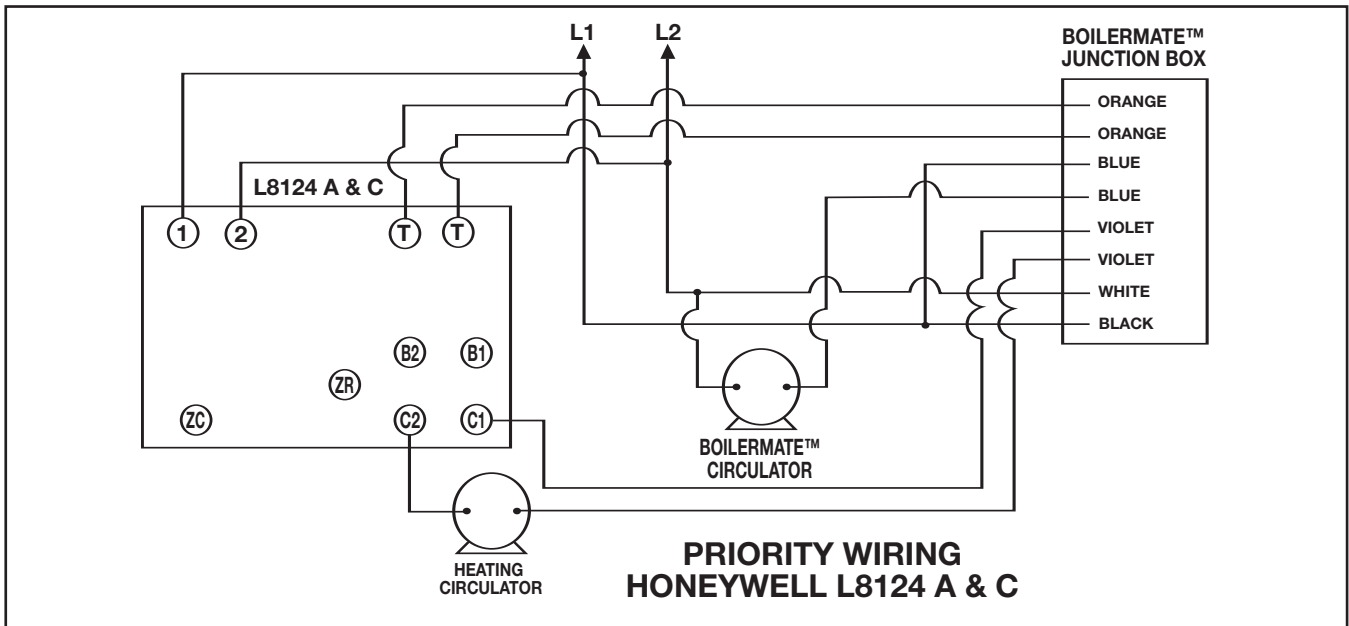 L1
L2
BOILERMATE™
JUNCTION BOX
ORANGE
ORANGE
BLUE
BLUE
VIOLET
VIOLET
WHITE
BLACK
L8124 A & C
1
2
T
T
B2
B1
ZR
ZC
C2
C1
BOILERMATE™
CIRCULATOR
HEATING
CIRCULATOR
PRIORITY WIRING
HONEYWELL L8124 A & C